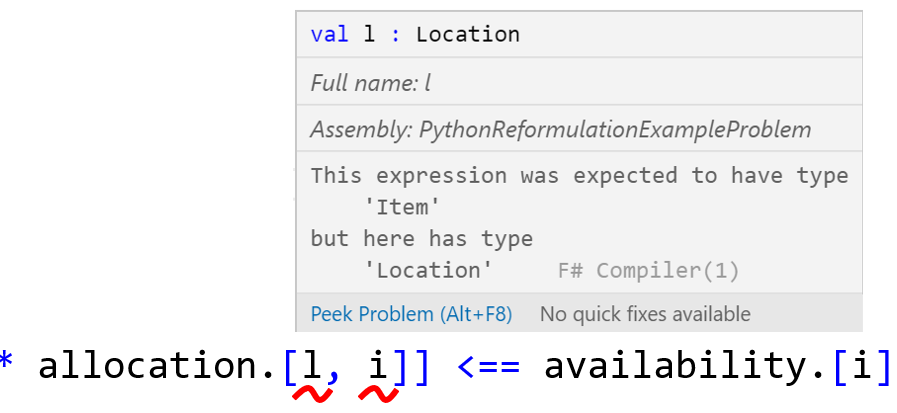 val l : Location
Full name: l
Assembly: PythonReformulationExampleProblem
This expression was expected to have type
'Item'
but here has type
'Location' F# Compiler(1)
Peek Problem (Alt+F8) No quick fixes available
* allocation.[l, i]] <== availability.[i]